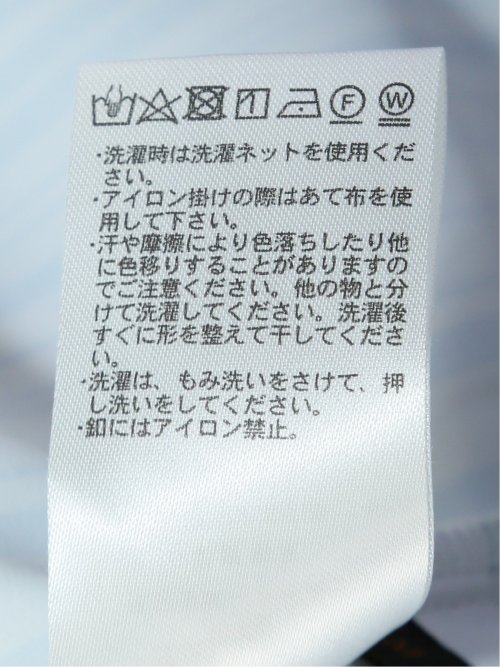 F W
・洗濯時は洗濯ネットを使用くだ
さい。
・アイロン掛けの際はあて布を使
用して下さい。
・汗や摩擦により色落ちしたり他
に色移りすることがありますの
でご注意ください。他の物と分
けて洗濯してください。洗濯後
すぐに形を整えて干してくださ
い。
・洗濯は、もみ洗いをさけて、押
し洗いをしてください。
・釦にはアイロン禁止。